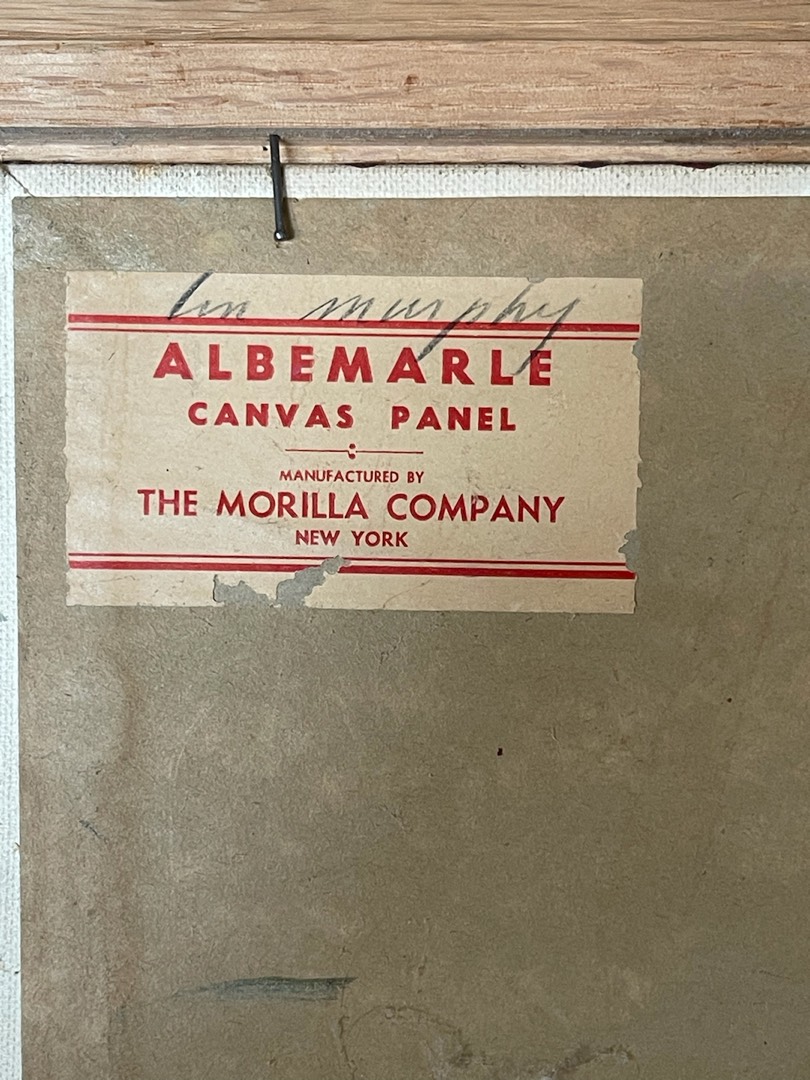 murphy
ALBEMARLE
CANVAS PANEL
MANUFACTURED BY
THE MORILLA COMPANY
NEW YORK